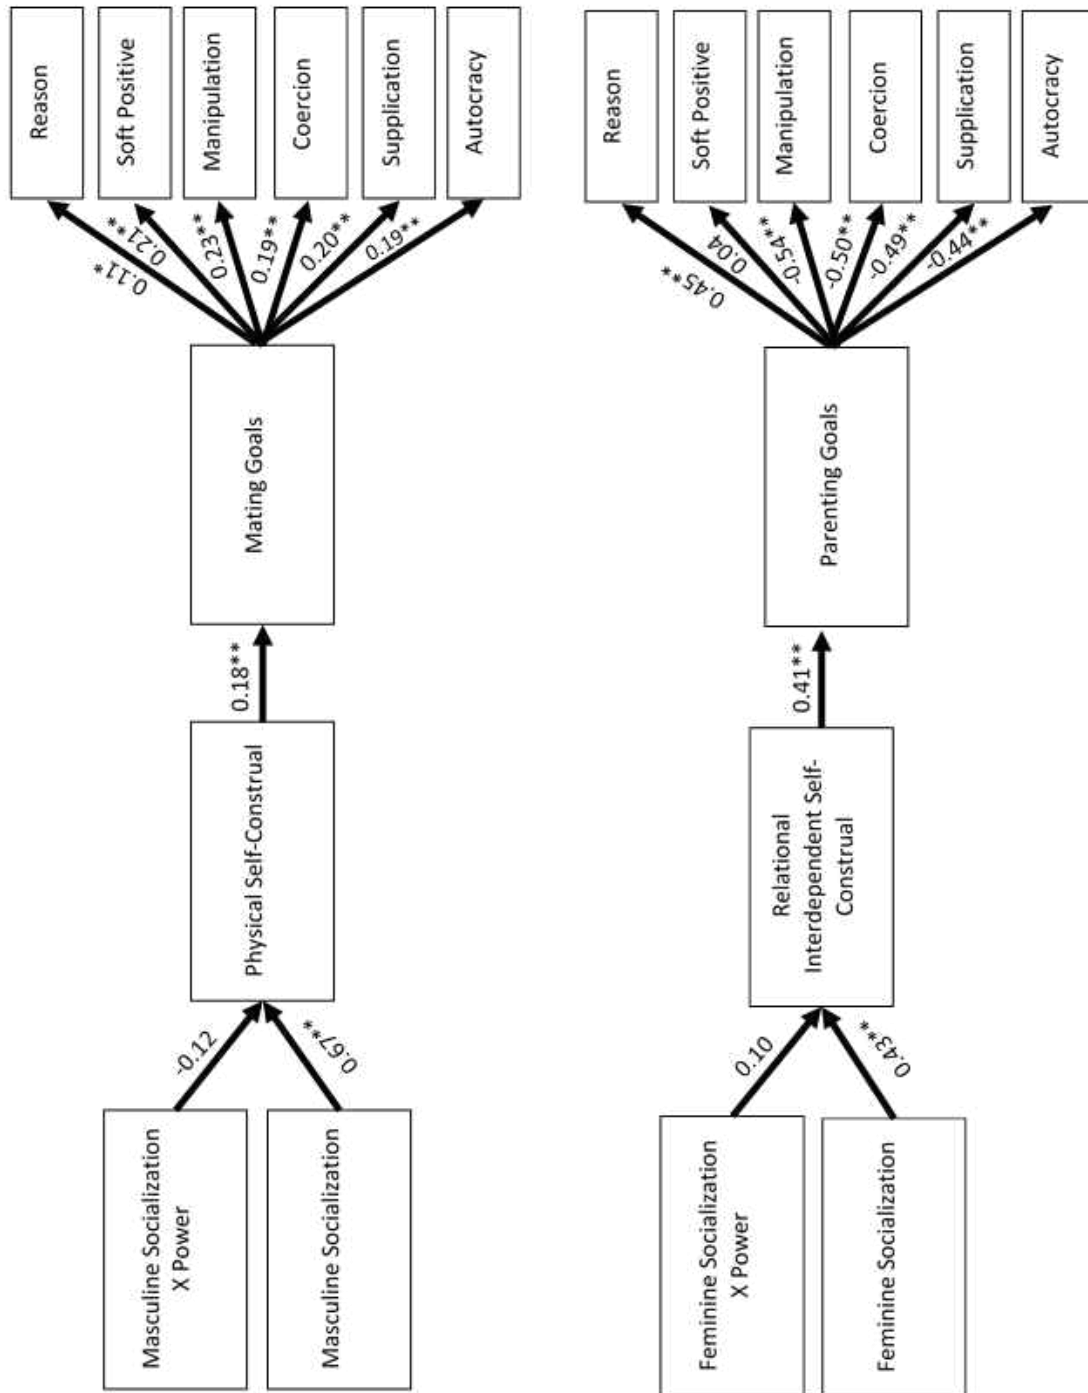 Masculine Socialization
X Power
Masculine Socialization
-0.12
0.67**
Physical Self-Construal
0.18**
Mating Goals
0.11*
0.21**
0.23**
0.19**
0.20**
0.19**
Reason
Soft Positive
Manipulation
Coercion
Supplication
Autocracy
Feminine Socialization
X Power
Feminine Socialization
0.10
0.43**
Relational
Interdependent Self-
Construal
0.41**
Parenting Goals
0.45**
0.04
-0.54**
-0.50**
-0.49**
-0.44**
Reason
Soft Positive
Manipulation
Coercion
Supplication
Autocracy